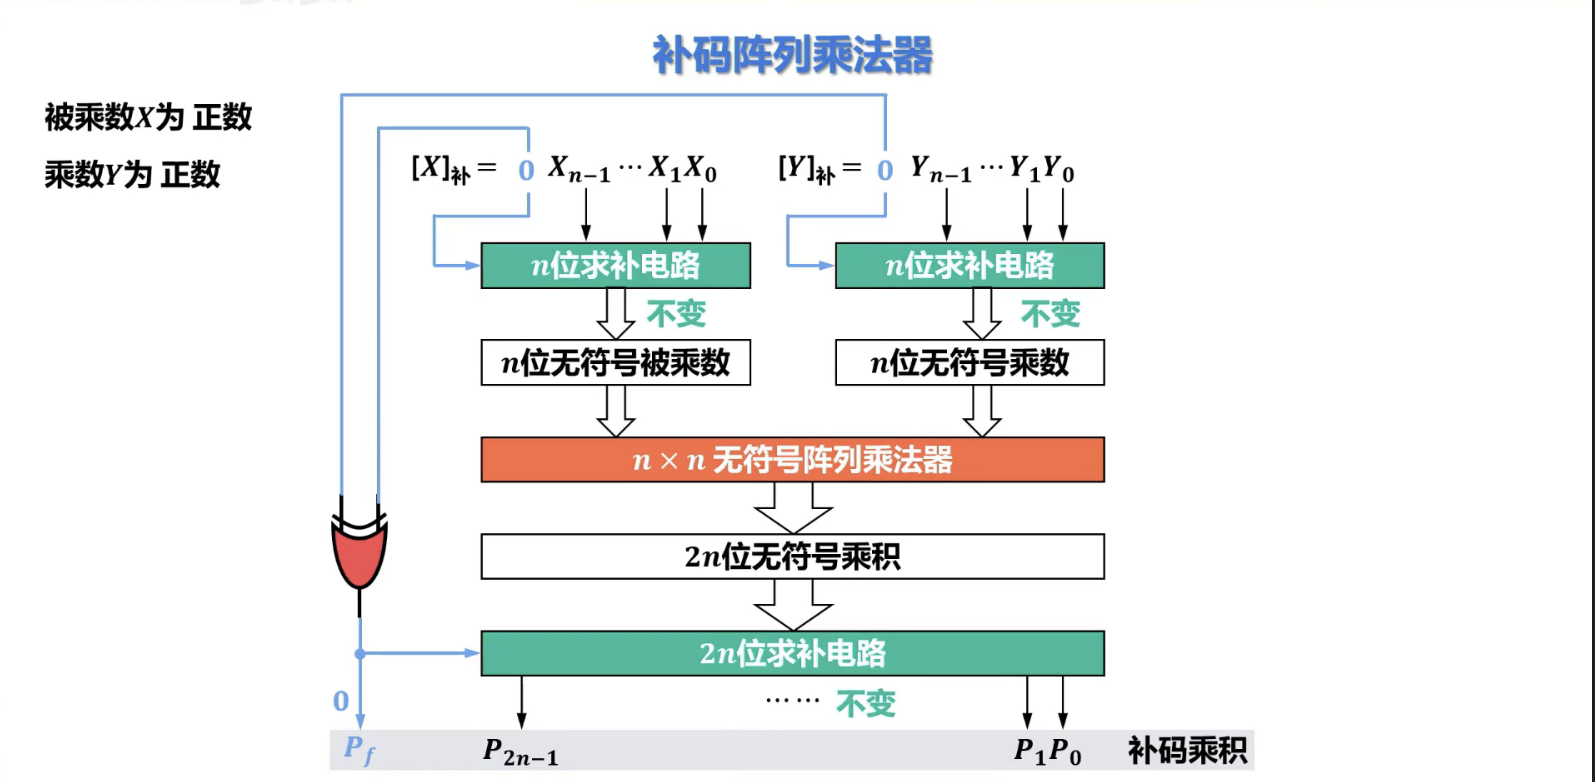 补码阵列乘法器
被乘数X为 正数
乘数Y为 正数
[X]补 = 0 Xn−1 ⋯ X1X0
[Y]补 = 0 Yn−1 ⋯ Y1Y0
n位求补电路
n位求补电路
不变
不变
n位无符号被乘数
n位无符号乘数
n × n 无符号阵列乘法器
2n位无符号乘积
2n位求补电路
0
⋯⋯ 不变
Pf P2n−1 P1P0 补码乘积